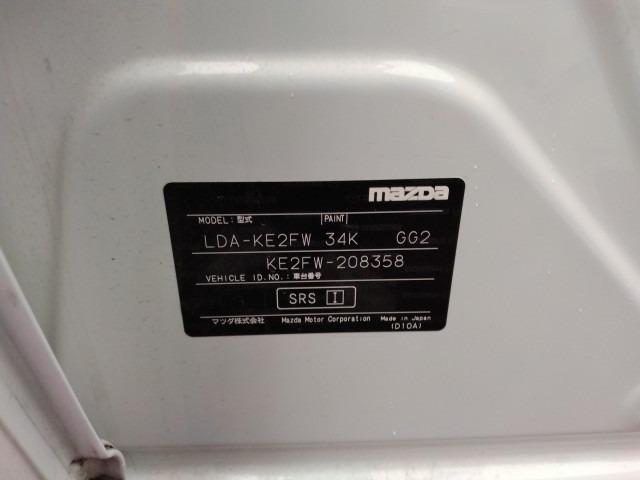 mazda
MODEL: 型式 PAINT
LDA-KE2FW 34K GG2
KE2FW-208358
VEHICLE ID.NO.: 車台番号
SRS I
マツダ株式会社 Mazda Motor Corporation Made in Japan
(D10A)